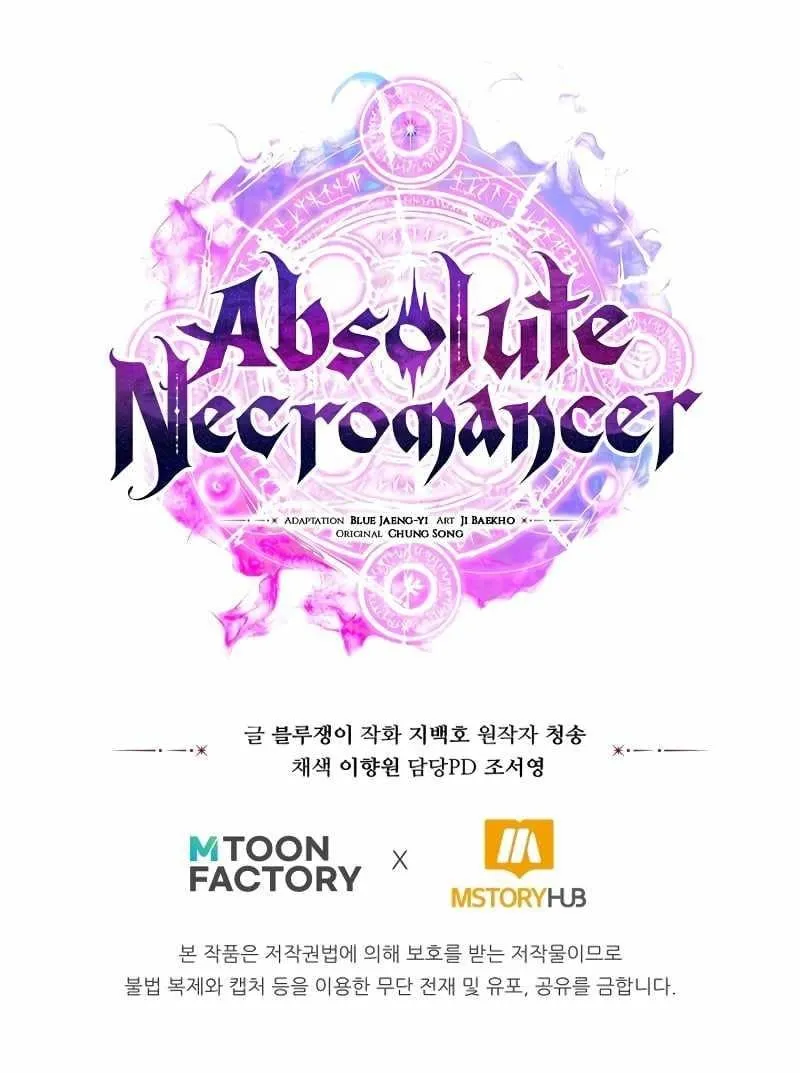 Absolute
Necromancer
ADAPTATION BLUE JAENG-YI ART JI BAEKHO
ORIGINAL CHUNG SONG
글 블루쟁이 작화 지백호 원작자 청송
채색 이향원 담당PD 조서영
MTOON
FACTORY
X
MSTORYHUB
본 작품은 저작권법에 의해 보호를 받는 저작물이므로
불법 복제와 캡처 등을 이용한 무단 전재 및 유포, 공유를 금합니다.